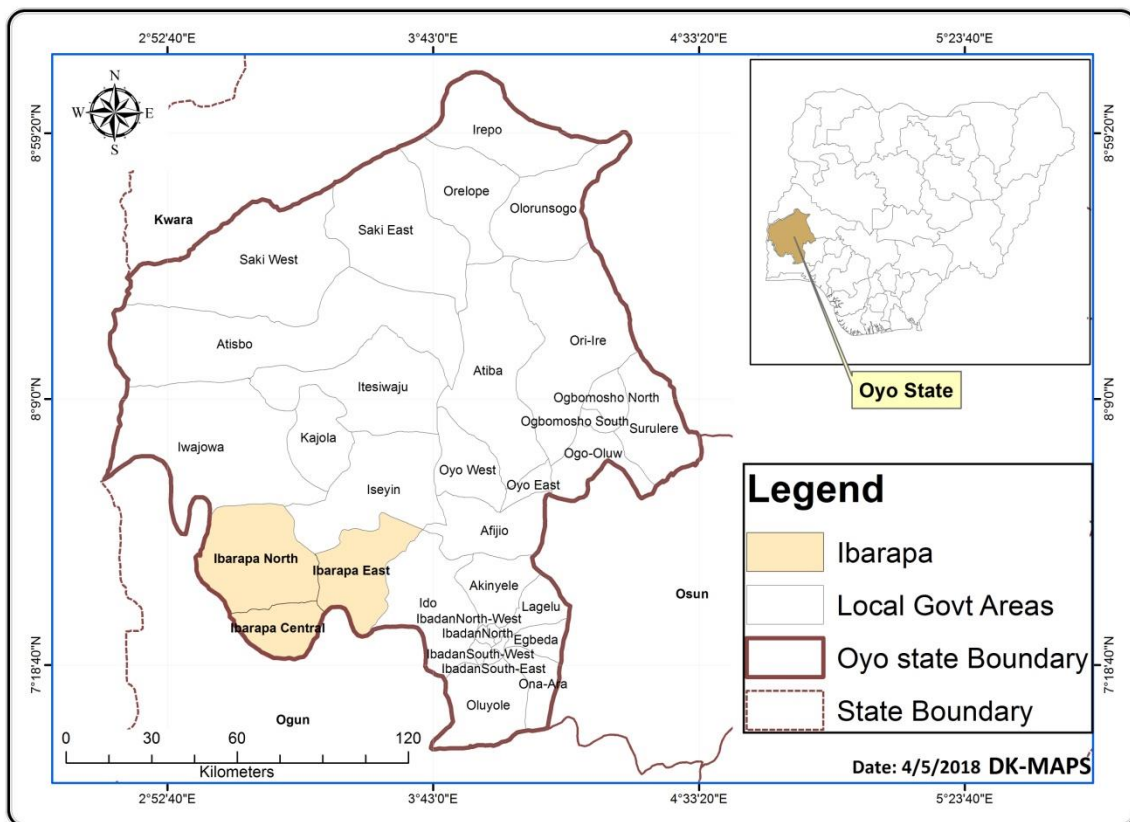 2°52'40"E
3°43'0"E
4°33'20"E
5°23'40"E
8°59'20"N
8°9'0"N
7°18'40"N
N
W
E
S
Kwara
Irepo
Orelope
Olorunsogo
Saki East
Saki West
Atisbo
Ori-Ire
Itesiwaju
Atiba
Ogbomosho North
Ogbomosho South
Surulere
Kajola
Iwajowa
Ogo-Oluw
Oyo West
Oyo East
Iseyin
Afijio
Ibarapa North
Ibarapa East
Ibarapa Central
Akinyele
Ido
Lagelu
IbadanNorth-West
IbadanNorth
Egbeda
IbadanSouth-West
IbadanSouth-East
Ona-Ara
Oluyole
Osun
Ogun
0 30 60 120
Kilometers
Oyo State
8°59'20"N
8°9'0"N
7°18'40"N
Legend
Ibarapa
Local Govt Areas
Oyo state Boundary
State Boundary
Date: 4/5/2018 DK-MAPS
2°52'40"E
3°43'0"E
4°33'20"E
5°23'40"E